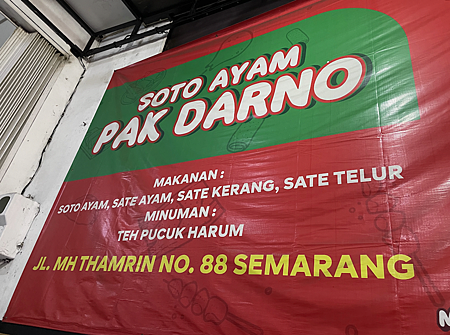 SOTO AYAM
PAK DARNO
MAKANAN :
SOTO AYAM, SATE AYAM, SATE KERANG, SATE TELUR
MINUMAN :
TEH PUCUK HARUM
JL. MH THAMRIN NO. 88 SEMARANG